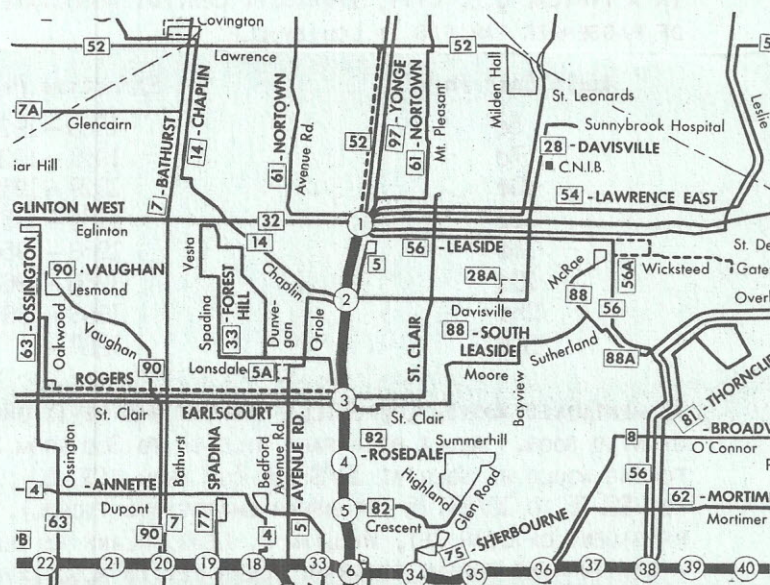 Covington
52
Lawrence
52
7A
Glencairn
14 - CHAPLIN
7 - BATHURST
61 - NORTOWN
Avenue Rd.
52
97 - YONGE
61 - NORTOWN
Mt. Pleasant
Milden Hall
St. Leonards
Sunnybrook Hospital
28 - DAVISVILLE
C.N.I.B.
Leslie
iar Hill
54 - LAWRENCE EAST
GLINTON WEST
32
1
Eglinton
14
5
56 - LEASIDE
St. De
Gate
Wicksteed
56A
McRae
88
56
28A
63 - OSSINGTON
90 - VAUGHAN
Jesmond
Vesta
Chaplin
2
Overl
Oakwood
Vaughan
Spadina
33 - FOREST HILL
Dunvegan
Oriole
Davisville
88 - SOUTH LEASIDE
ST. CLAIR
Sutherland
88A
90
Lonsdale
5A
Moore
Bayview
ROGERS
3
81 - THORNCLI
St. Clair
EARLSCOURT
St. Clair
82 - ROSEDALE
Summerhill
8 - BROADV
O'Connor
Ossington
Bathurst
SPADINA
77
Bedford
Avenue Rd.
AVENUE RD
5
4
Highland
Glen Road
56
4 - ANNETTE
Dupont
62 - MORTIM
Mortimer
63
90
7
4
5
82
Crescent
75 - SHERBOURNE
22
21
20
19
18
33
6
34
35
36
37
38
39
40